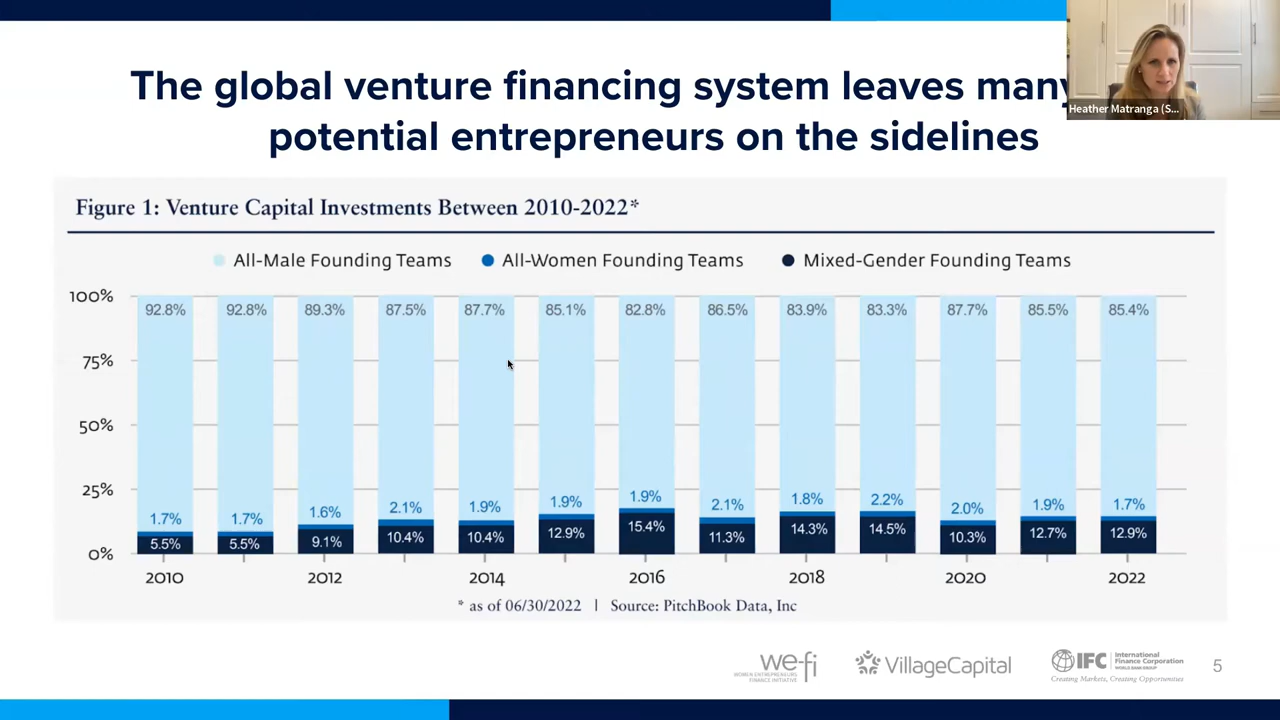 The global venture financing system leaves many
potential entrepreneurs on the sidelines
Heather Matranga (S...
Figure 1: Venture Capital Investments Between 2010-2022*
All-Male Founding Teams All-Women Founding Teams Mixed-Gender Founding Teams
100%
92.8% 92.8% 89.3% 87.5% 87.7% 85.1% 82.8% 86.5% 83.9% 83.3% 87.7% 85.5% 85.4%
75%
50%
25%
1.7% 1.7% 1.6% 2.1% 1.9% 1.9% 1.9% 2.1% 1.8% 2.2% 2.0% 1.9% 1.7%
5.5% 5.5% 9.1% 10.4% 10.4% 12.9% 15.4% 11.3% 14.3% 14.5% 10.3% 12.7% 12.9%
0%
2010 2012 2014 2016 2018 2020 2022
* as of 06/30/2022 | Source: PitchBook Data, Inc
we-fi
WOMEN ENTREPRENEURS
FINANCE INITIATIVE
VillageCapital
IFC
International
Finance Corporation
WORLD BANK GROUP
Creating Markets, Creating Opportunities
5